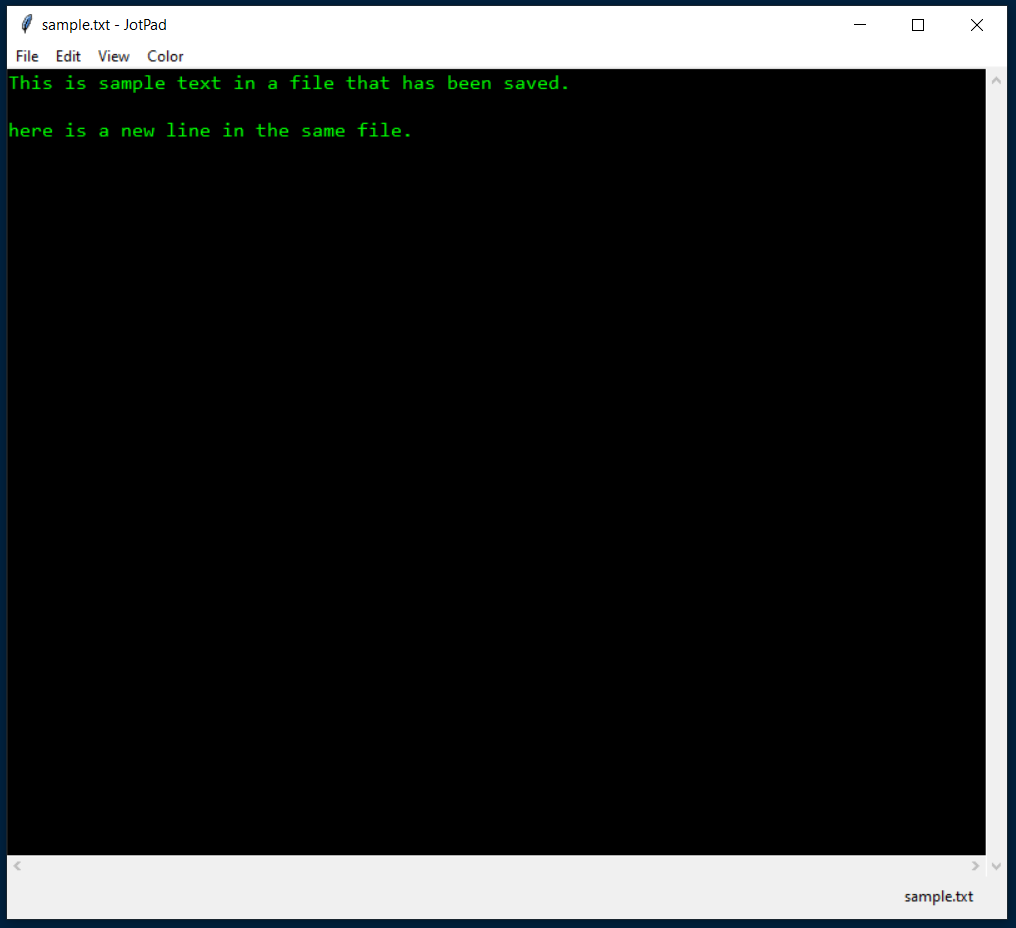 sample.txt - JotPad
File Edit View Color
This is sample text in a file that has been saved.
here is a new line in the same file.
sample.txt